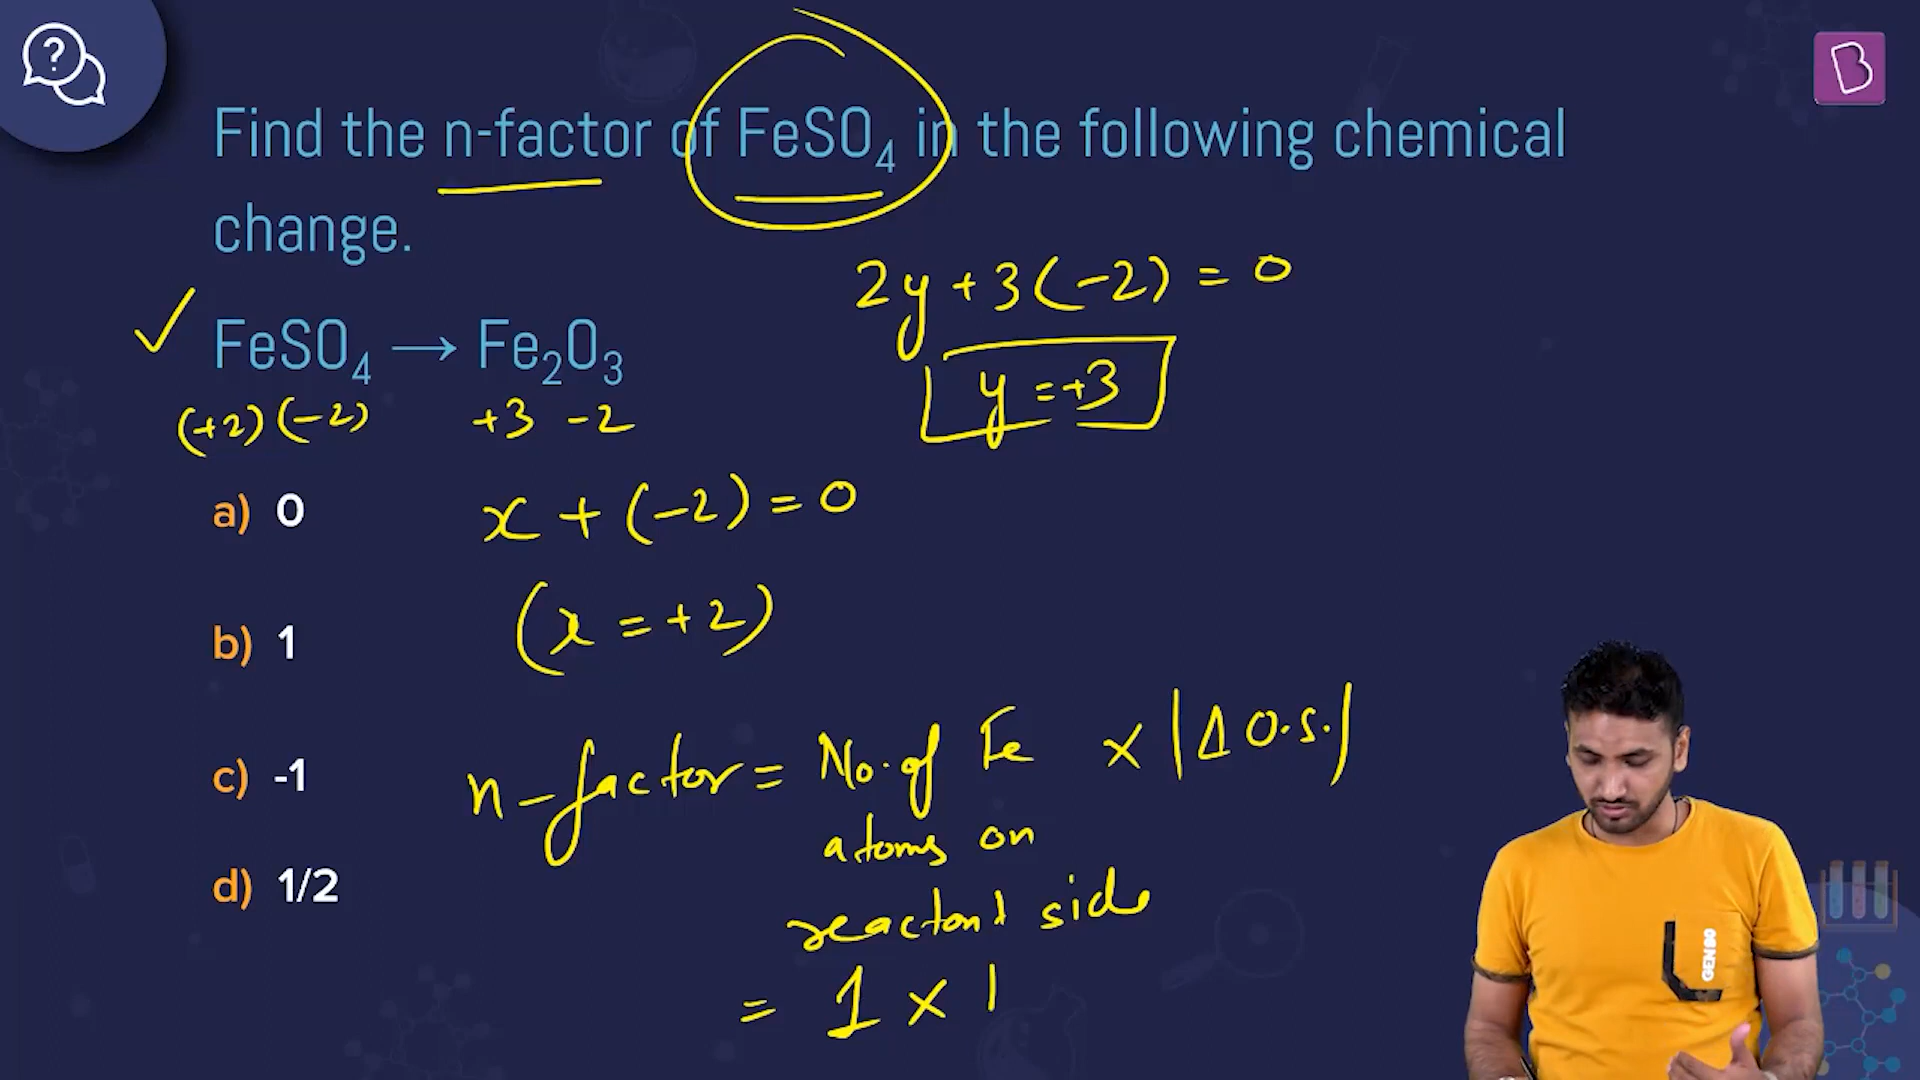 ?
B
Find the n-factor of FeSO₄ in the following chemical
change.
2y + 3(-2) = 0
✓ FeSO₄ → Fe₂O₃
y = +3
(+2) (-2) +3 -2
a) 0
x + (-2) = 0
b) 1
(x = +2)
c) -1
n-factor = No. of Fe × |Δ O.S.|
atoms on
d) 1/2
reactant side
= 1 × 1
GEN80